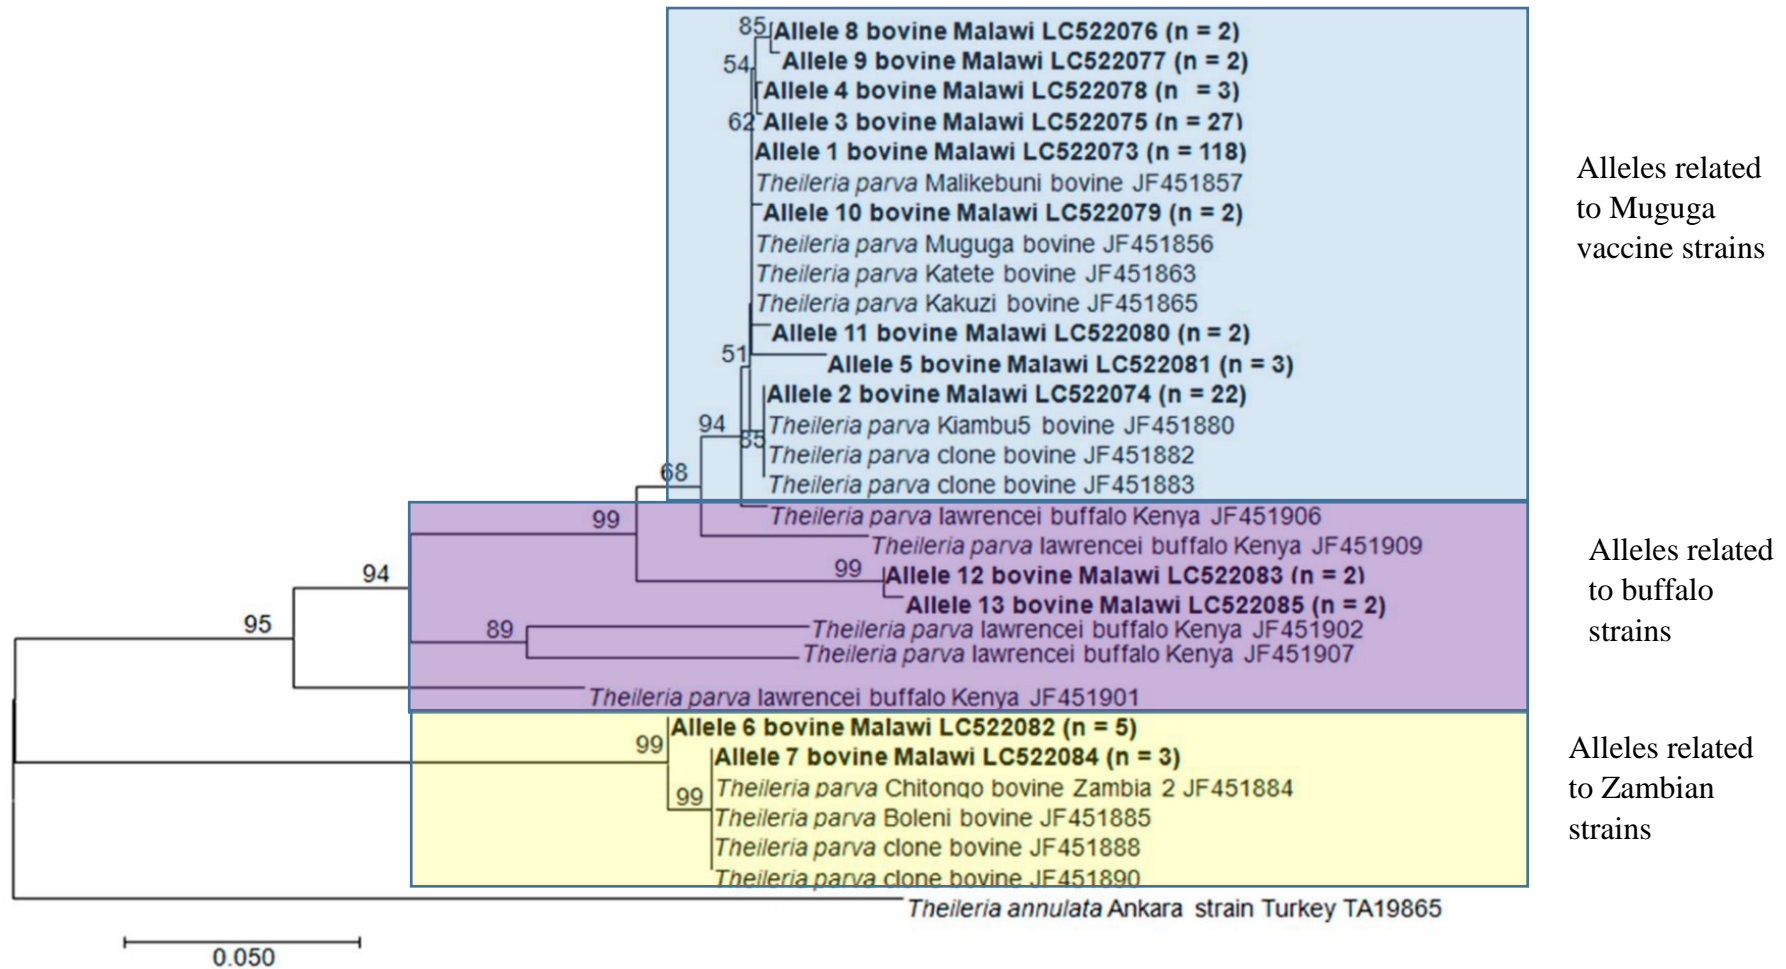 85 Allele 8 bovine Malawi LC522076 (n = 2)
Allele 9 bovine Malawi LC522077 (n = 2)
54
Allele 4 bovine Malawi LC522078 (n = 3)
62 Allele 3 bovine Malawi LC522075 (n = 27)
Allele 1 bovine Malawi LC522073 (n = 118)
Theileria parva Malikebuni bovine JF451857
Allele 10 bovine Malawi LC522079 (n = 2)
Theileria parva Muguga bovine JF451856
Theileria parva Katete bovine JF451863
Theileria parva Kakuzi bovine JF451865
Allele 11 bovine Malawi LC522080 (n = 2)
51
Allele 5 bovine Malawi LC522081 (n = 3)
Allele 2 bovine Malawi LC522074 (n = 22)
94 Theileria parva Kiambu5 bovine JF451880
85
Theileria parva clone bovine JF451882
68
Theileria parva clone bovine JF451883
Alleles related
to Muguga
vaccine strains
99 Theileria parva lawrencei buffalo Kenya JF451906
Theileria parva lawrencei buffalo Kenya JF451909
94 99 Allele 12 bovine Malawi LC522083 (n = 2)
Allele 13 bovine Malawi LC522085 (n = 2)
95 89 Theileria parva lawrencei buffalo Kenya JF451902
Theileria parva lawrencei buffalo Kenya JF451907
Theileria parva lawrencei buffalo Kenya JF451901
Alleles related
to buffalo
strains
Allele 6 bovine Malawi LC522082 (n = 5)
99
Allele 7 bovine Malawi LC522084 (n = 3)
Theileria parva Chitongo bovine Zambia 2 JF451884
99
Theileria parva Boleni bovine JF451885
Theileria parva clone bovine JF451888
Theileria parva clone bovine JF451890
Alleles related
to Zambian
strains
Theileria annulata Ankara strain Turkey TA19865
0.050